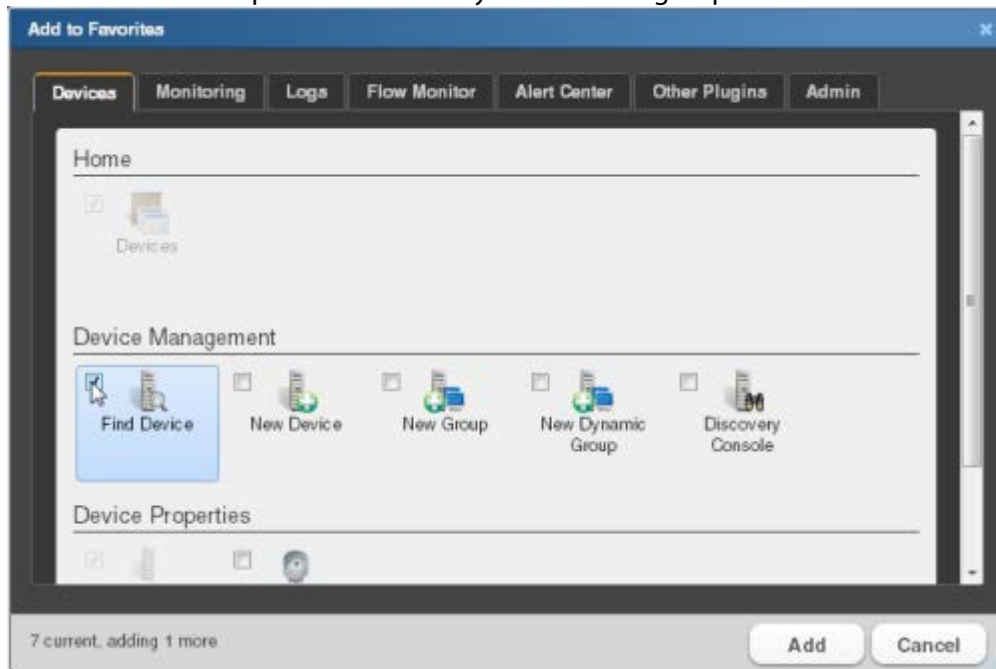 Add to Favorites
Devices Monitoring Logs Flow Monitor Alert Center Other Plugins Admin
Home
Devices
Device Management
Find Device New Device New Group New Dynamic Group Discovery Console
Device Properties
7 current, adding 1 more
Add Cancel